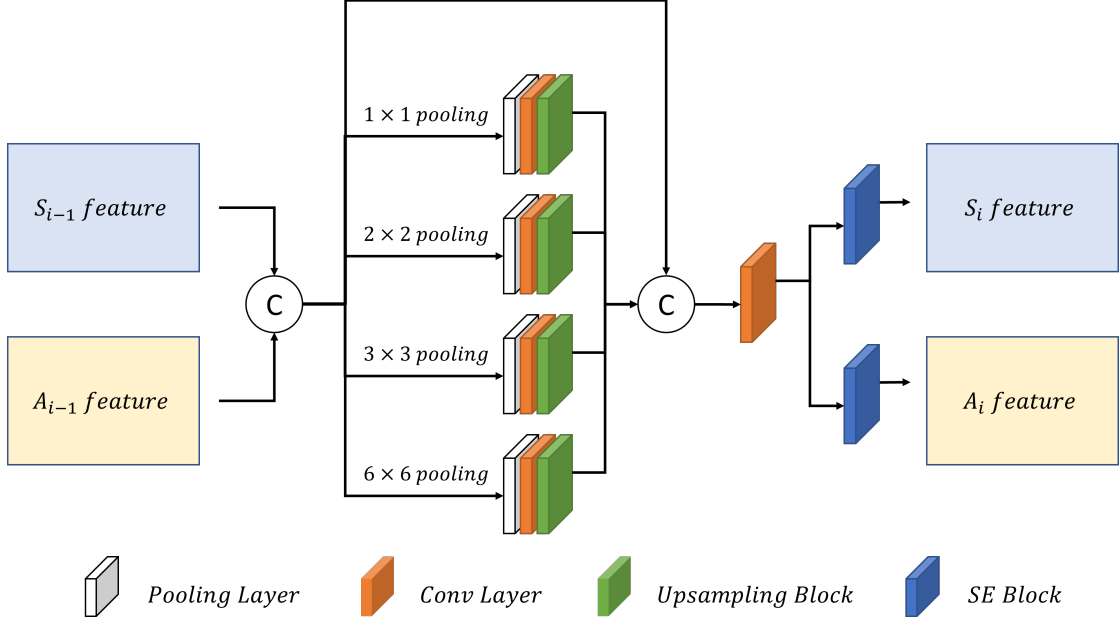 1 × 1 pooling
S_{i−1} feature
2 × 2 pooling
S_i feature
C
C
3 × 3 pooling
A_{i−1} feature
A_i feature
6 × 6 pooling
Pooling Layer
Conv Layer
Upsampling Block
SE Block